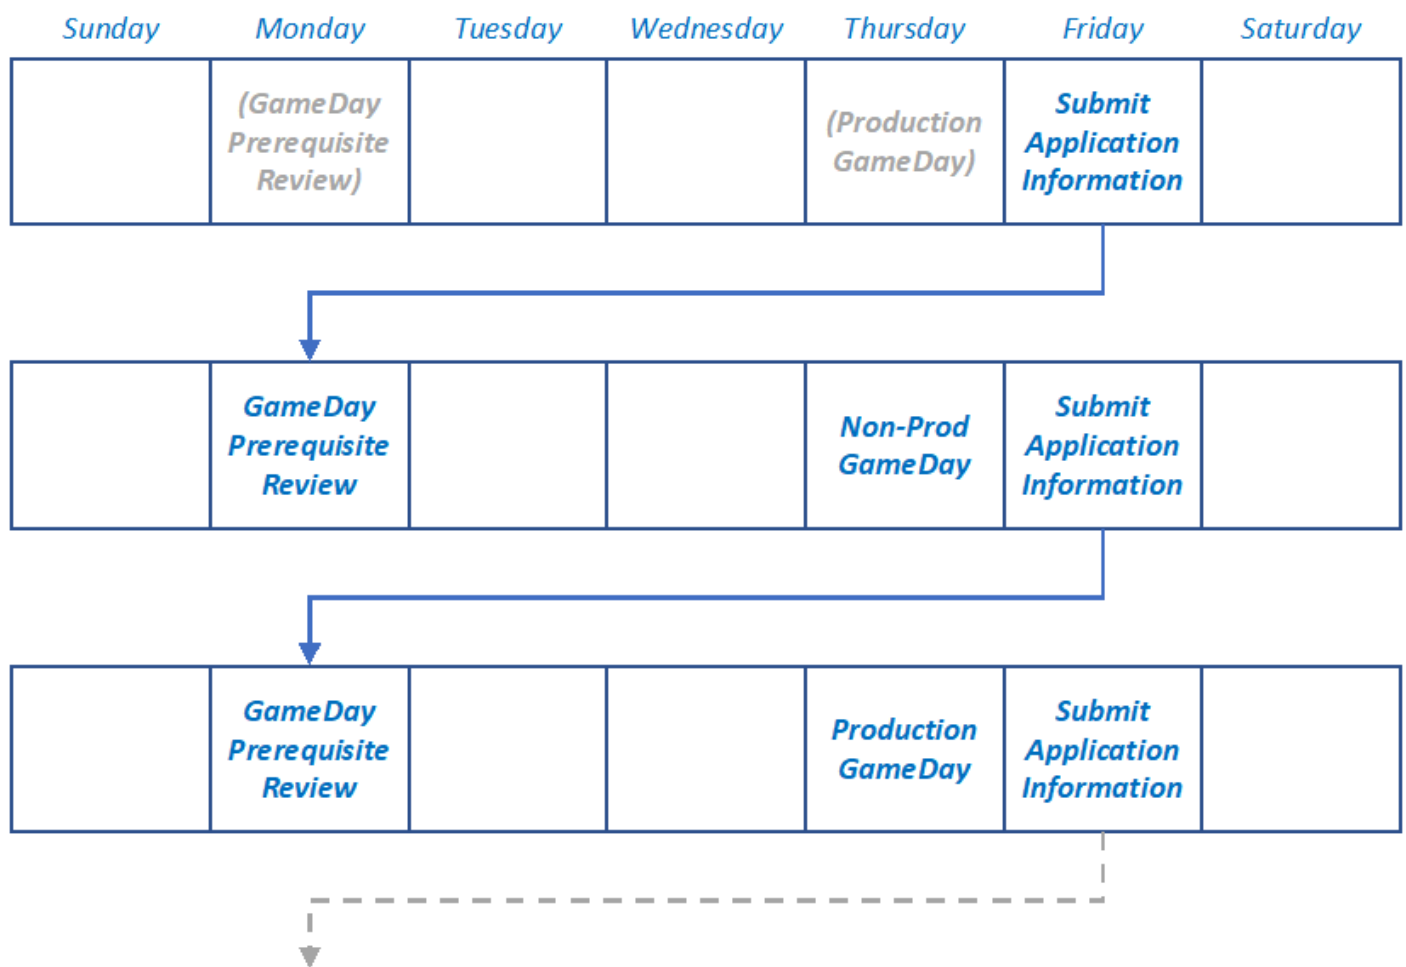 Sunday Monday Tuesday Wednesday Thursday Friday Saturday
(GameDay
Prerequisite
Review)
(Production
GameDay)
Submit
Application
Information
GameDay
Prerequisite
Review
Non-Prod
GameDay
Submit
Application
Information
GameDay
Prerequisite
Review
Production
GameDay
Submit
Application
Information